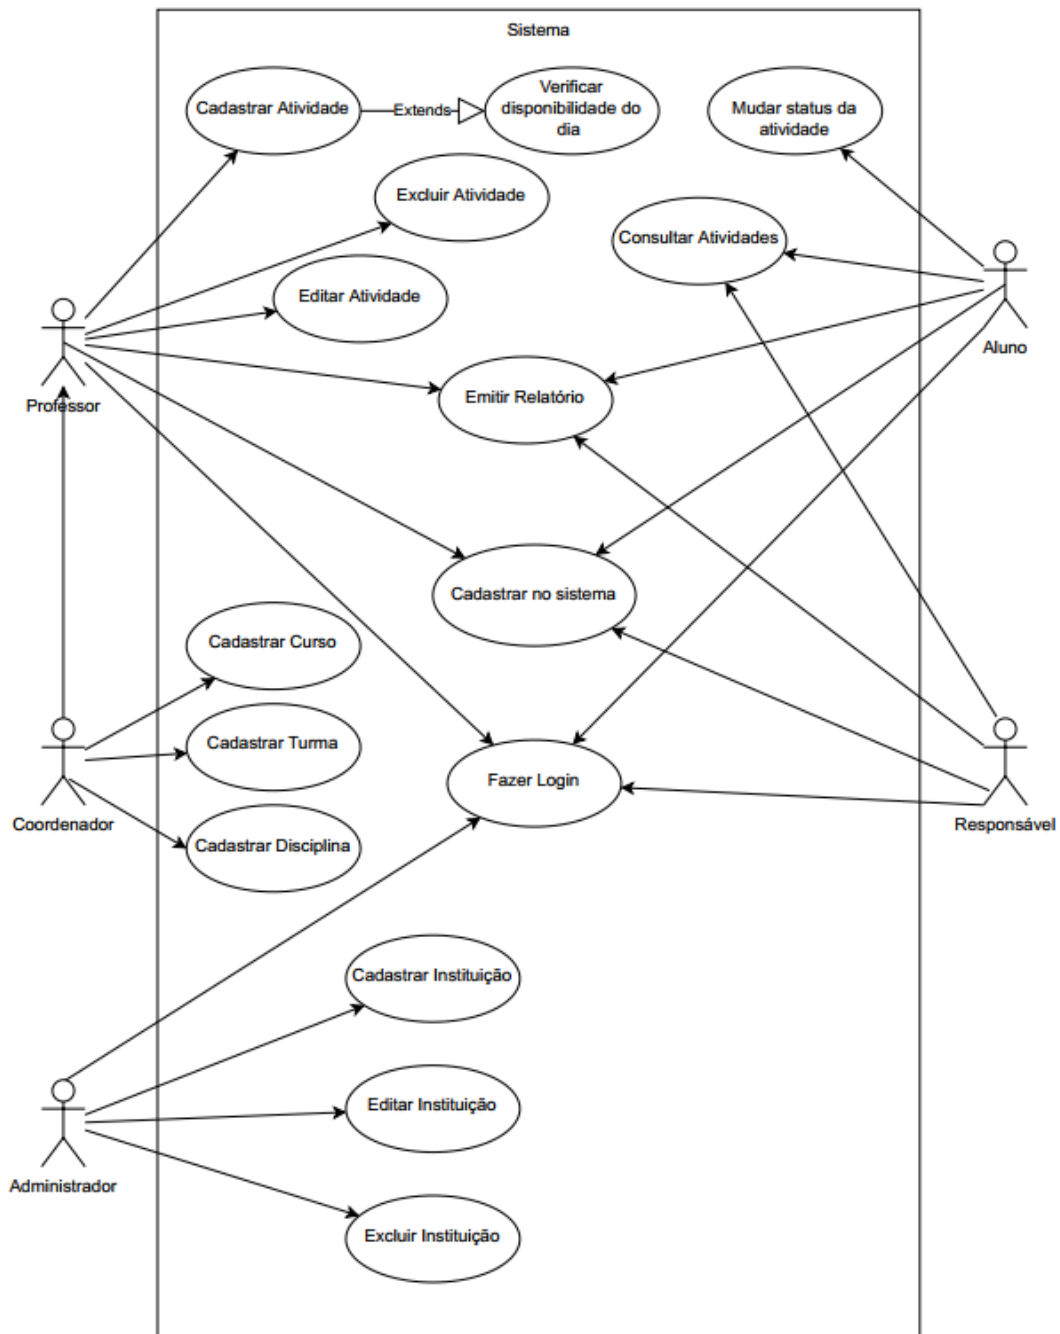 Sistema
Cadastrar Atividade
Extends
Verificar
disponibilidade do
dia
Mudar status da
atividade
Excluir Atividade
Consultar Atividades
Editar Atividade
Aluno
Professor
Emitir Relatório
Cadastrar no sistema
Cadastrar Curso
Cadastrar Turma
Fazer Login
Coordenador
Responsável
Cadastrar Disciplina
Cadastrar Instituição
Editar Instituição
Administrador
Excluir Instituição